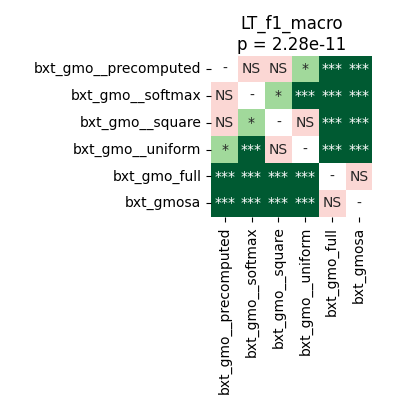 LT_f1_macro
p = 2.28e-11
bxt_gmo__precomputed - NS NS * *** ***
bxt_gmo__softmax NS - * *** *** ***
bxt_gmo__square NS * - NS *** ***
bxt_gmo__uniform * *** NS - *** ***
bxt_gmo_full *** *** *** *** - NS
bxt_gmosa *** *** *** *** NS -
bxt_gmo__precomputed
bxt_gmo__softmax
bxt_gmo__square
bxt_gmo__uniform
bxt_gmo_full
bxt_gmosa